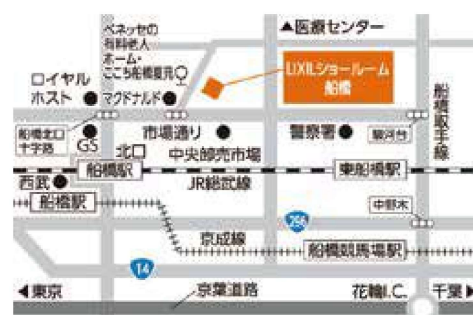 ベネッセの
有料老人
ホーム・
ここち船橋夏見
▲医療センター
LIXILショールーム
船橋
ロイヤル
ホスト
マクドナルド
船橋取手線
船橋北口
十字路
GS
市場通り
警察署
駿河台
北口
中央卸売市場
船橋駅
東船橋駅
西武
JR総武線
船橋駅
中野木
296
京成線
船橋競馬場駅
14
◀東京
京葉道路
花輪I.C.
千葉▶